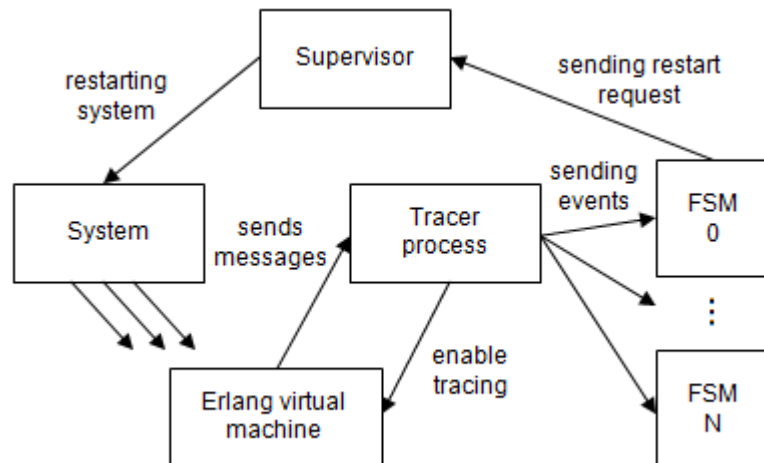 Supervisor
restarting
system
sending restart
request
System
sends
messages
Tracer
process
sending
events
FSM
0
⋮
enable
tracing
Erlang virtual
machine
FSM
N